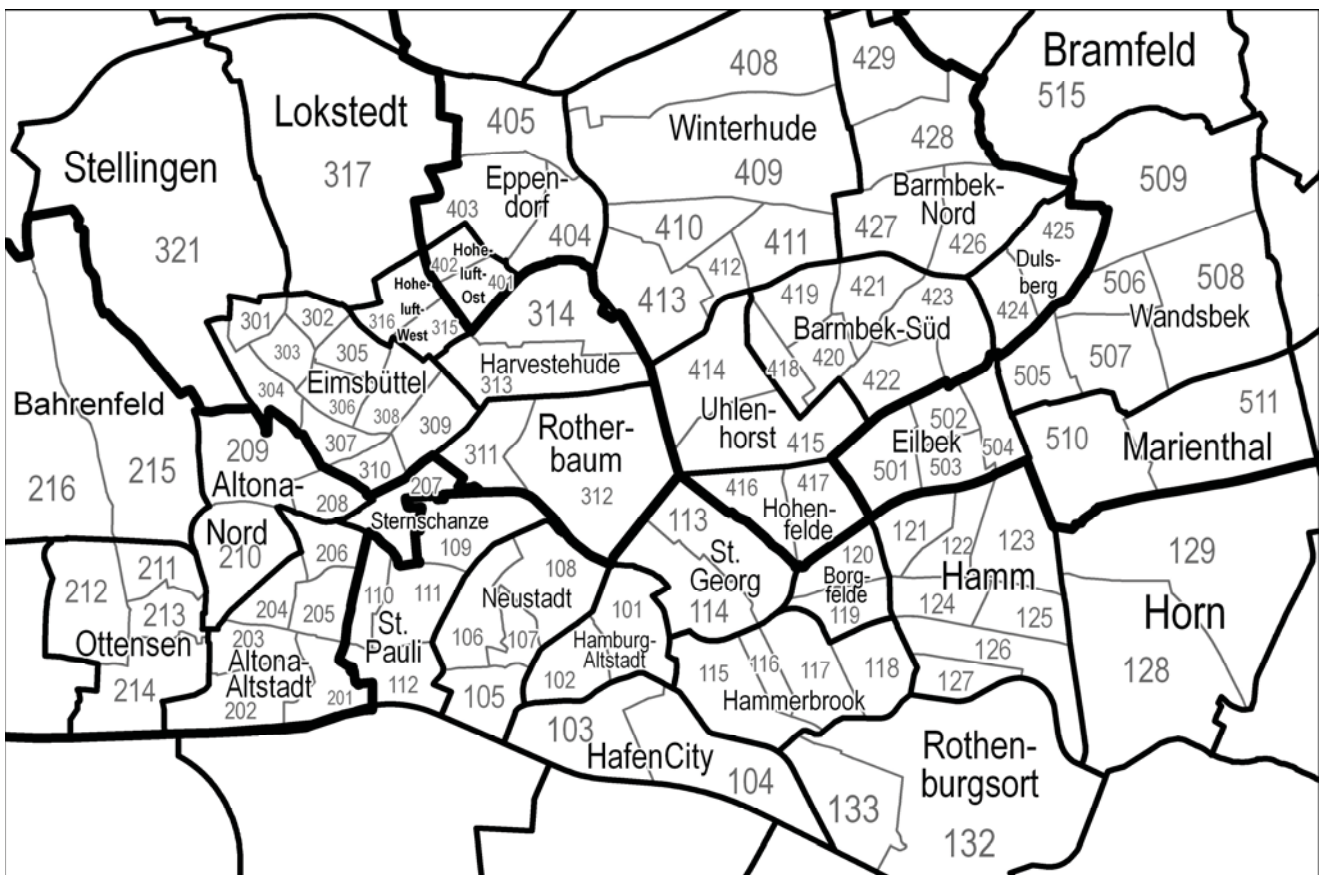 408
429
Bramfeld
515
Lokstedt
405
Winterhude
428
Stellingen
317
409
509
Eppen-
dorf
Barmbek-
Nord
403
404
410
411
427
426
425
321
402
Hohe-
luft-
Ost
401
412
Duls-
berg
506
508
Hohe-
luft-
West
413
419
421
423
424
Wandsbek
301
302
316
315
314
Barmbek-Süd
303
305
Harvestehude
418
420
507
304
Eimsbüttel
313
414
422
505
306
308
Bahrenfeld
309
Uhlen-
horst
502
511
307
Rother-
baum
415
Eilbek
510
Marienthal
209
310
311
501
503
504
215
216
Altona-
Nord
208
207
312
416
417
Hohen-
felde
Sternschanze
113
121
122
123
210
206
109
108
St.
Georg
120
129
211
Borg-
felde
Hamm
212
110
111
Neustadt
101
114
119
124
125
Horn
213
204
205
St.
Pauli
106
107
Hamburg-
Altstadt
Ottensen
203
126
Altona-
Altstadt
115
116
117
118
128
214
112
102
127
202
201
105
Hammerbrook
103
HafenCity
Rothen-
burgsort
104
133
132